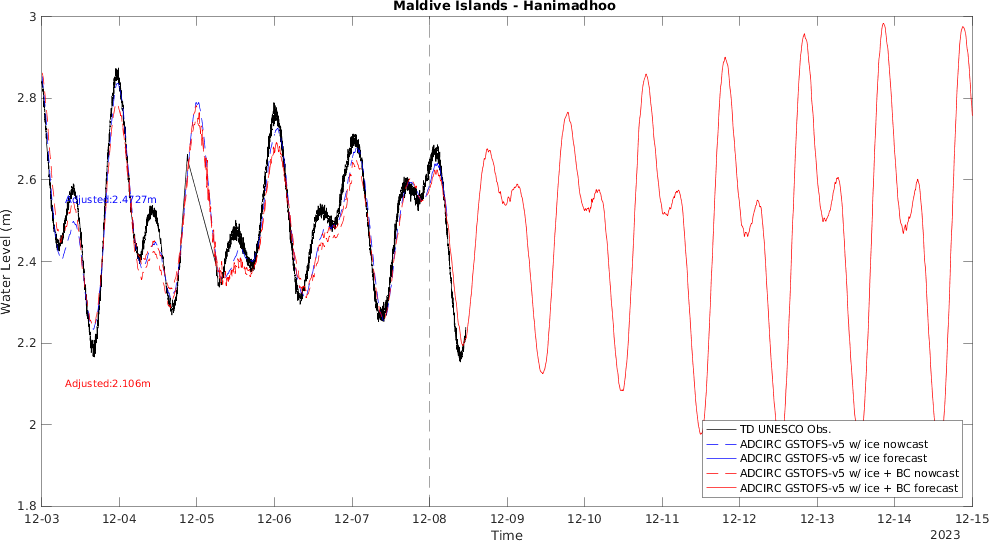 Maldive Islands - Hanimadhoo
3
2.8
2.6
2.4
2.2
2
1.8
Water Level (m)
Adjusted:2.4727m
Adjusted:2.106m
TD UNESCO Obs.
ADCIRC GSTOFS-v5 w/ ice nowcast
ADCIRC GSTOFS-v5 w/ ice forecast
ADCIRC GSTOFS-v5 w/ ice + BC nowcast
ADCIRC GSTOFS-v5 w/ ice + BC forecast
12-03 12-04 12-05 12-06 12-07 12-08 12-09 12-10 12-11 12-12 12-13 12-14 12-15
Time
2023